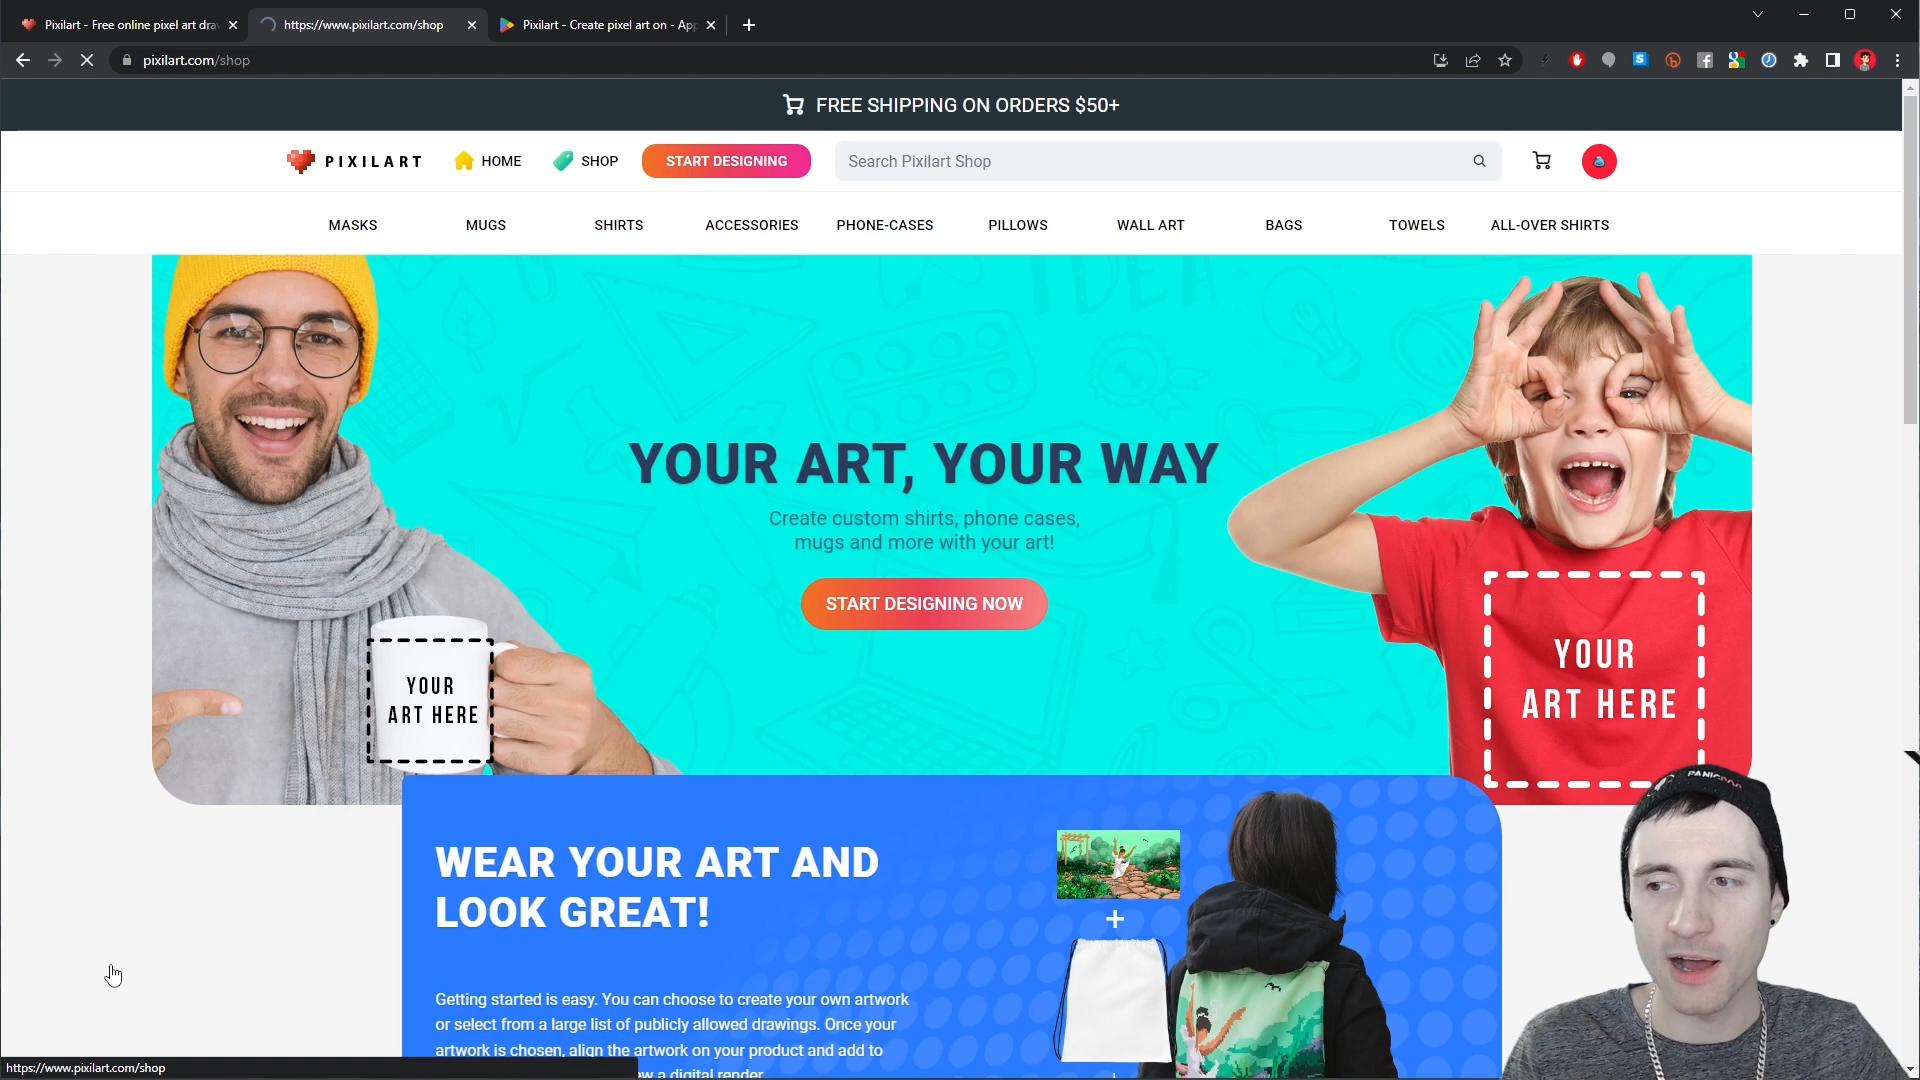 Pixilart - Free online pixel art dra
https://www.pixilart.com/shop
Pixilart - Create pixel art on - App
pixilart.com/shop
FREE SHIPPING ON ORDERS $50+
PIXILART
HOME
SHOP
START DESIGNING
Search Pixilart Shop
MASKS
MUGS
SHIRTS
ACCESSORIES
PHONE-CASES
PILLOWS
WALL ART
BAGS
TOWELS
ALL-OVER SHIRTS
IDEA
YOUR ART, YOUR WAY
Create custom shirts, phone cases,
mugs and more with your art!
START DESIGNING NOW
YOUR
ART HERE
YOUR
ART HERE
WEAR YOUR ART AND
LOOK GREAT!
Getting started is easy. You can choose to create your own artwork
or select from a large list of publicly allowed drawings. Once your
artwork is chosen, align the artwork on your product and add to
w a digital render
https://www.pixilart.com/shop